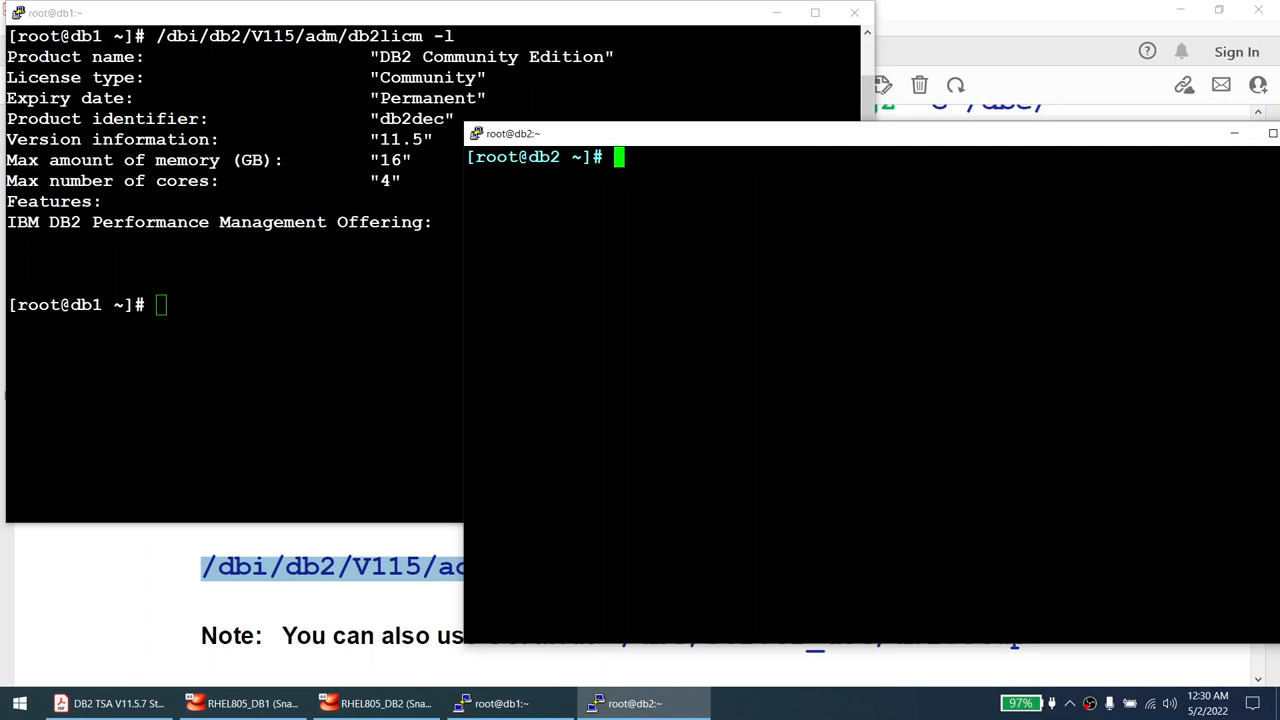 root@db1:~
[root@db1 ~]# /dbi/db2/V115/adm/db2licm -l
Product name: "DB2 Community Edition"
License type: "Community"
Expiry date: "Permanent"
Product identifier: "db2dec"
Version information: "11.5"
Max amount of memory (GB): "16"
Max number of cores: "4"
Features:
IBM DB2 Performance Management Offering:
[root@db1 ~]#
Sign In
root@db2:~
[root@db2 ~]#
/dbi/db2/V115/ad
Note: You can also us
DB2 TSA V11.5.7 St...
RHEL805_DB1 (Sna...
RHEL805_DB2 (Sna...
root@db1:~
root@db2:~
97%
12:30 AM
5/2/2022